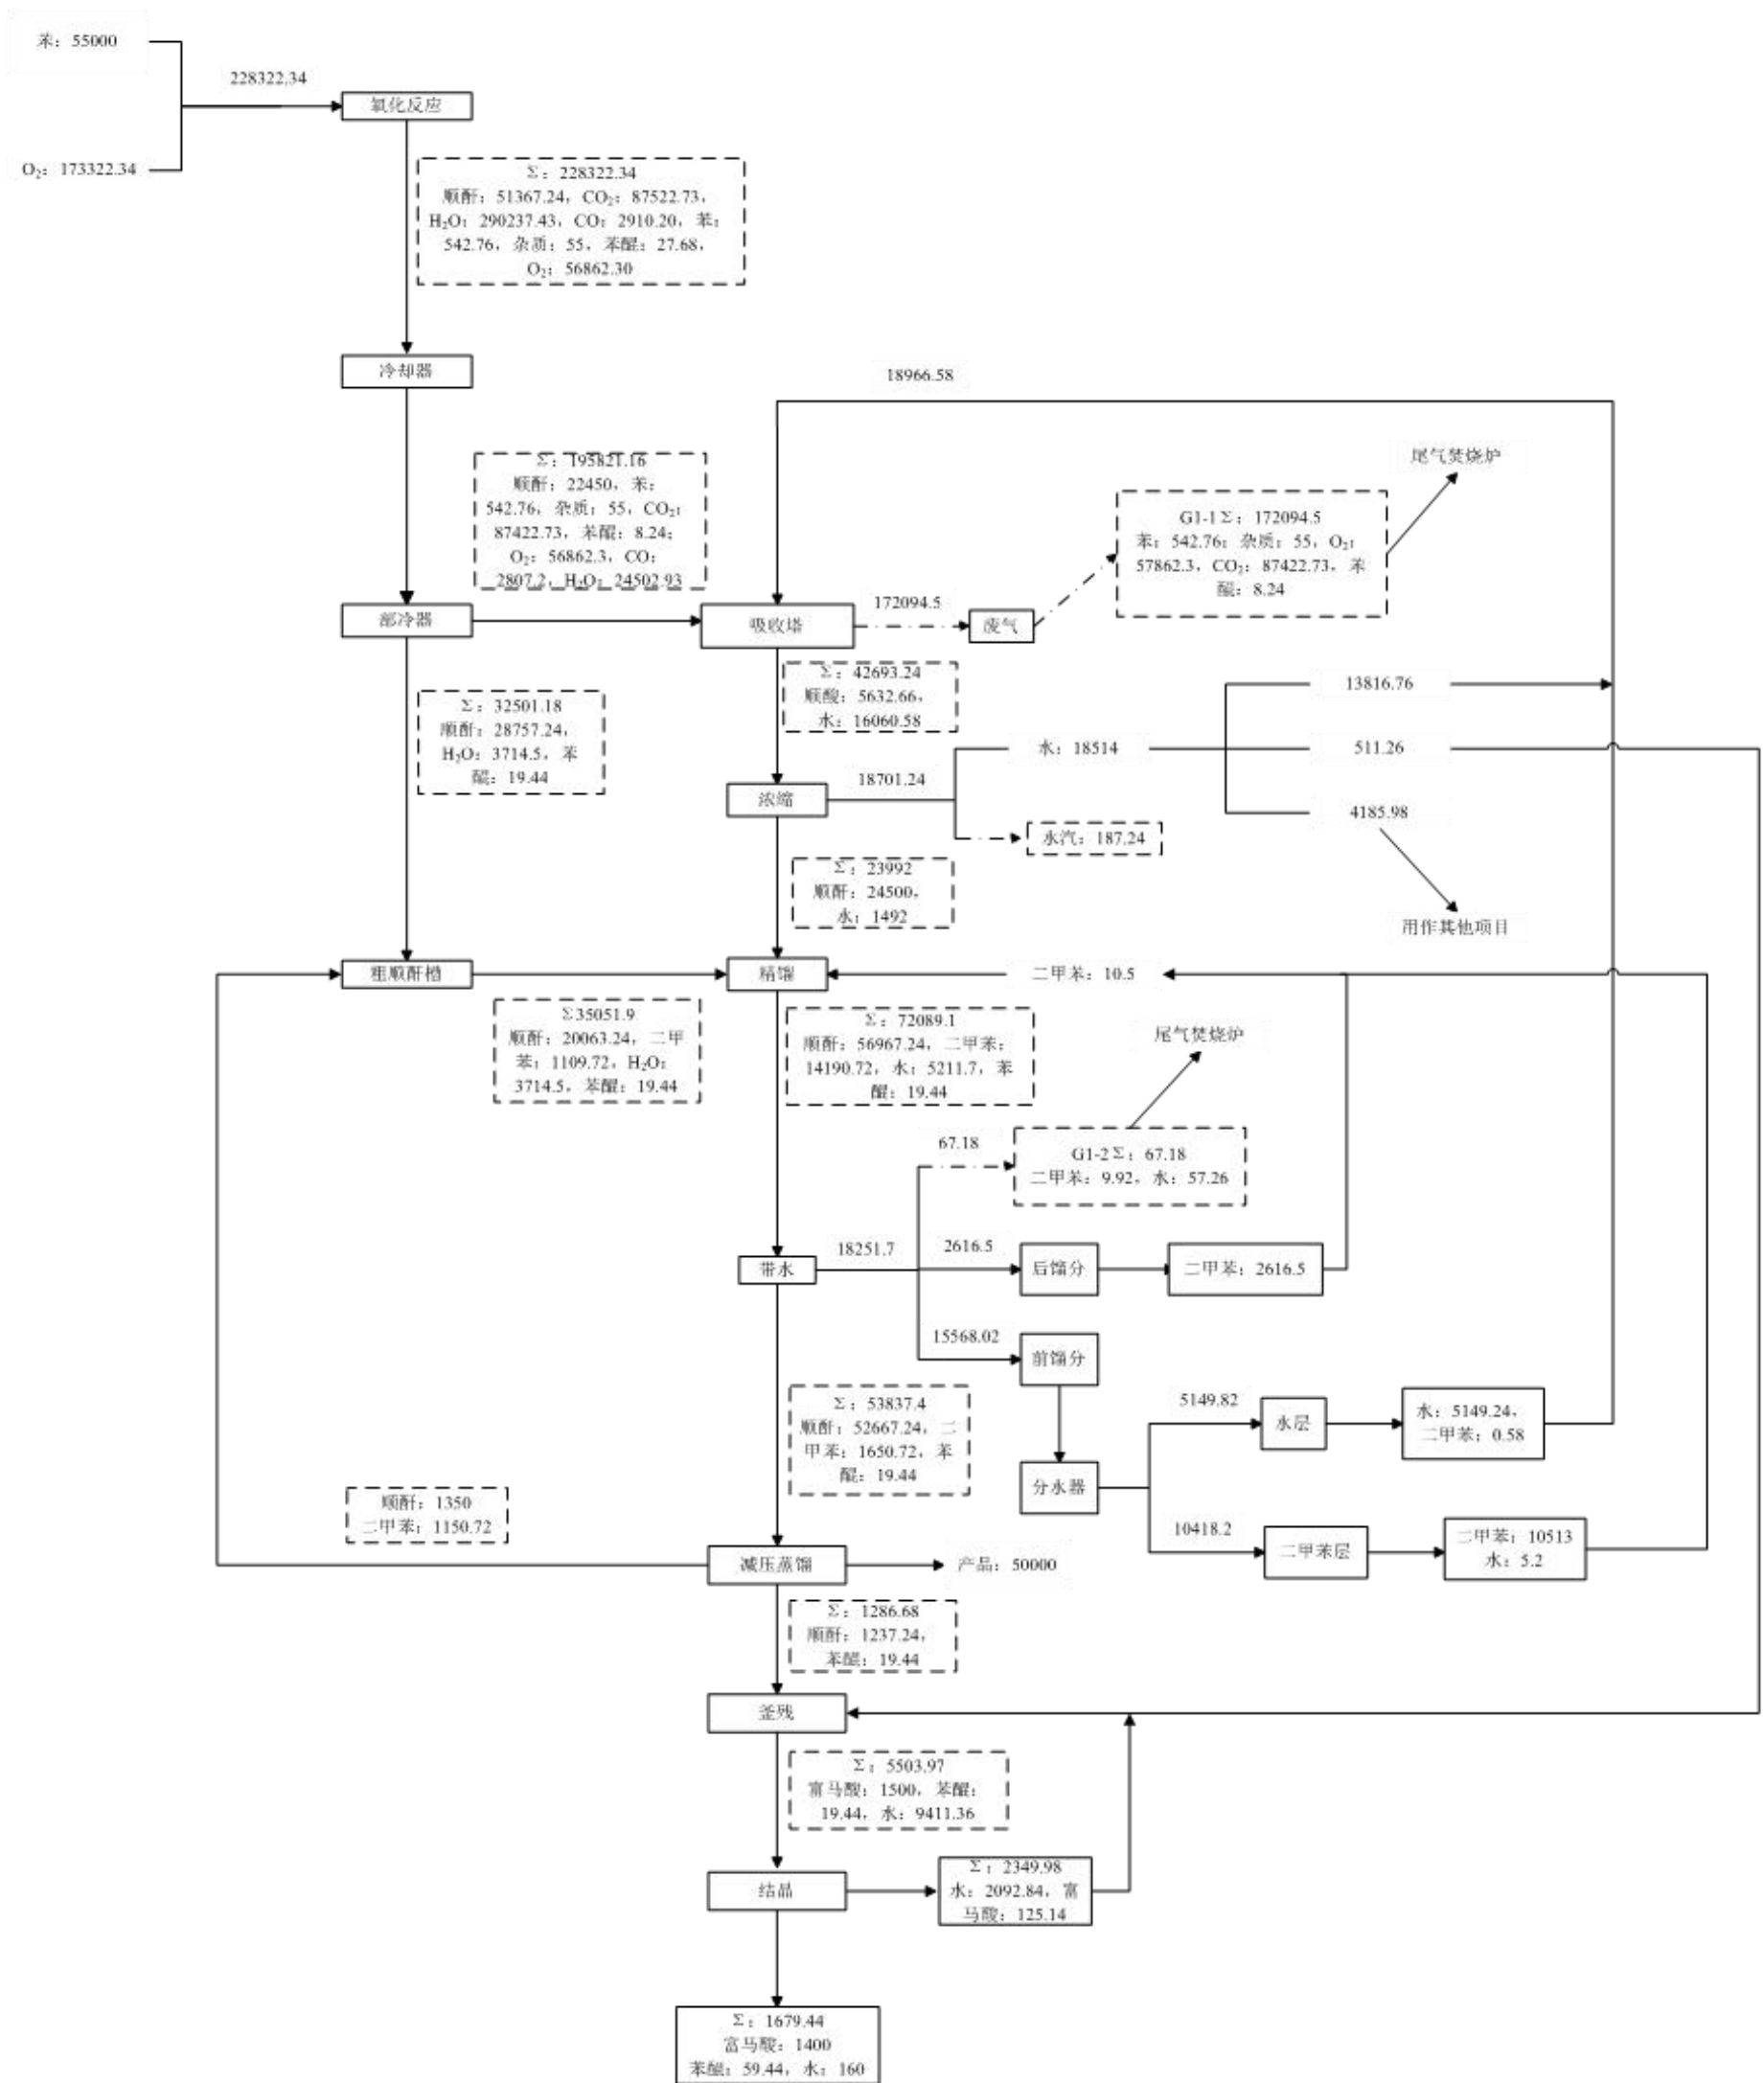 苯：55000
228322.34
氧化反应
O₂：173322.34
Σ：228322.34
顺酐：51367.24，CO₂：87522.73，
H₂O：290237.43，CO：2910.20，苯：
542.76，杂质：55，苯醌：27.68，
O₂：56862.30
冷却器
18966.58
Σ：195821.16
顺酐：22450，苯：
542.76，杂质：55，CO₂：
87422.73，苯醌：8.24；
O₂：56862.3，CO：
2807.2，H₂O：24502.93
尾气焚烧炉
G1-1Σ：172094.5
苯：542.76；杂质：55，O₂：
57862.3，CO₂：87422.73，苯
醌：8.24
部冷器
吸收塔
172094.5
废气
Σ：32501.18
顺酐：28757.24，
H₂O：3714.5，苯
醌：19.44
Σ：42693.24
顺酸：5632.66，
水：16060.58
13816.76
水：18514
511.26
4185.98
18701.24
浓缩
水汽：187.24
Σ：23992
顺酐：24500，
水：1492
用作其他项目
粗顺酐槽
精馏
二甲苯：10.5
Σ35051.9
顺酐：20063.24，二甲
苯：1109.72，H₂O：
3714.5，苯醌：19.44
Σ：72089.1
顺酐：56967.24，二甲苯：
14190.72，水：5211.7，苯
醌：19.44
尾气焚烧炉
67.18
G1-2Σ：67.18
二甲苯：9.92，水：57.26
带水
18251.7
2616.5
后馏分
二甲苯：2616.5
15568.02
前馏分
Σ：53837.4
顺酐：52667.24，二
甲苯：1650.72，苯
醌：19.44
5149.82
水层
水：5149.24，
二甲苯：0.58
分水器
10418.2
二甲苯层
二甲苯：10513
水：5.2
顺酐：1350
二甲苯：1150.72
减压蒸馏
产品：50000
Σ：1286.68
顺酐：1237.24，
苯醌：19.44
釜残
Σ：5503.97
富马酸：1500，苯醌：
19.44，水：9411.36
结晶
Σ：2349.98
水：2092.84，富
马酸：125.14
Σ：1679.44
富马酸：1400
苯醌：59.44，水：160